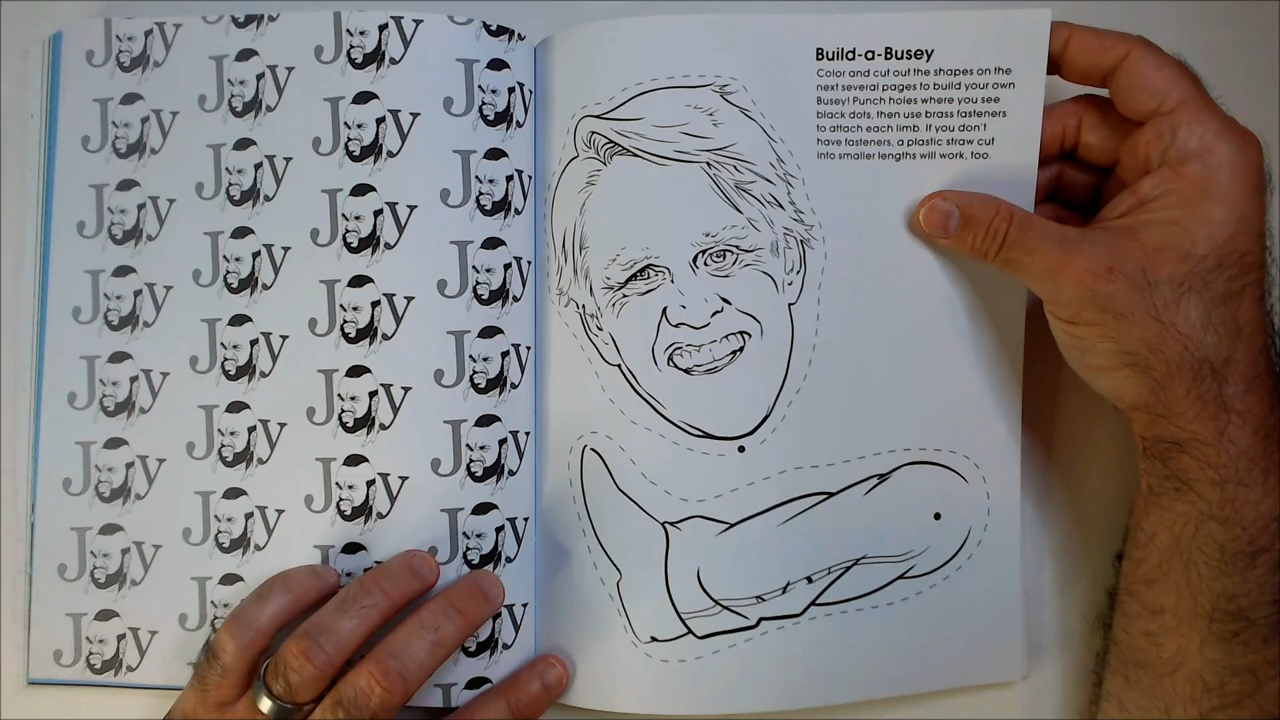 Build-a-Busey
Color and cut out the shapes on the
next several pages to build your own
Busey! Punch holes where you see
black dots, then use brass fasteners
to attach each limb. If you don't
have fasteners, a plastic straw cut
into smaller lengths will work, too.